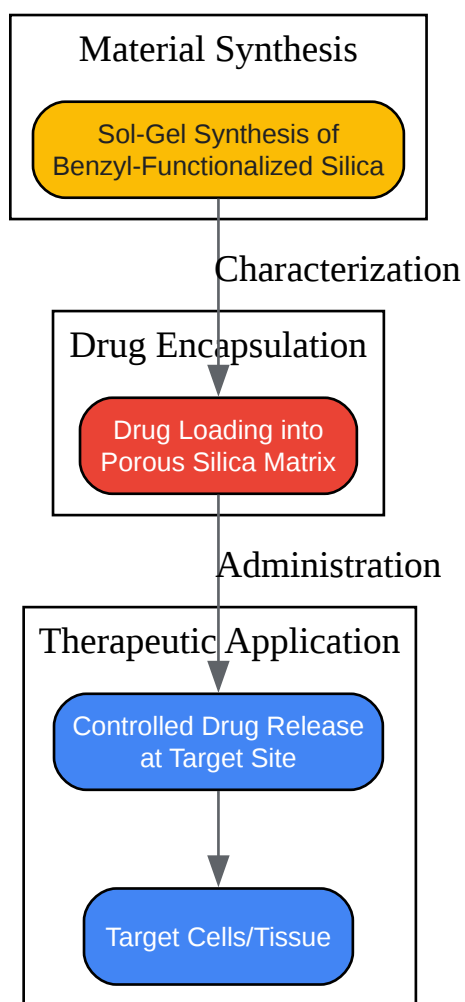 Material Synthesis
Sol-Gel Synthesis of
Benzyl-Functionalized Silica
Characterization
Drug Encapsulation
Drug Loading into
Porous Silica Matrix
Administration
Therapeutic Application
Controlled Drug Release
at Target Site
Target Cells/Tissue